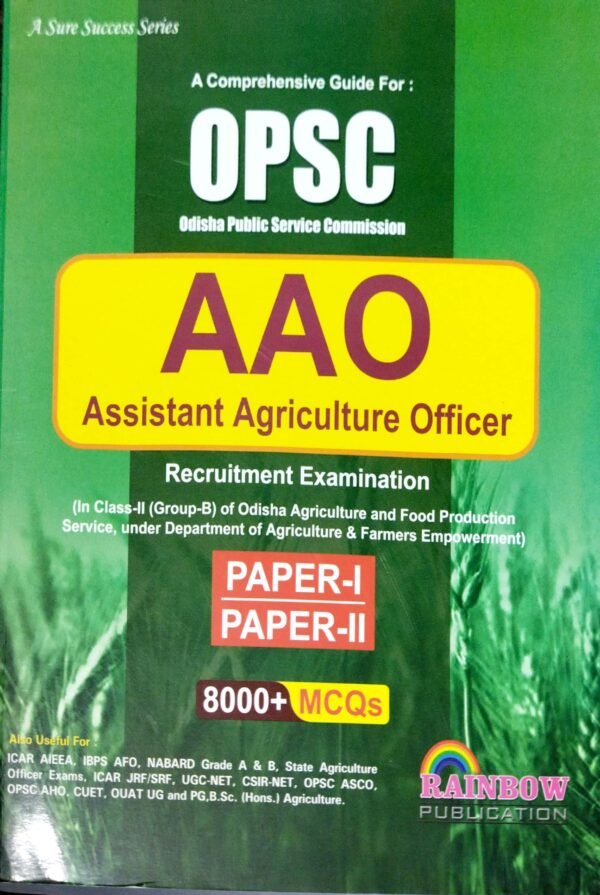 A Sure Success Series
A Comprehensive Guide For :
OPSC
Odisha Public Service Commission
AAO
Assistant Agriculture Officer
Recruitment Examination
(In Class-II (Group-B) of Odisha Agriculture and Food Production
Service, under Department of Agriculture & Farmers Empowerment)
PAPER-I
PAPER-II
8000+ MCQs
Also Useful For :
ICAR AIEEA, IBPS AFO, NABARD Grade A & B, State Agriculture
Officer Exams, ICAR JRF/SRF, UGC-NET, CSIR-NET, OPSC ASCO,
OPSC AHO, CUET, OUAT UG and PG,B.Sc. (Hons.) Agriculture.
RAINBOW
PUBLICATION